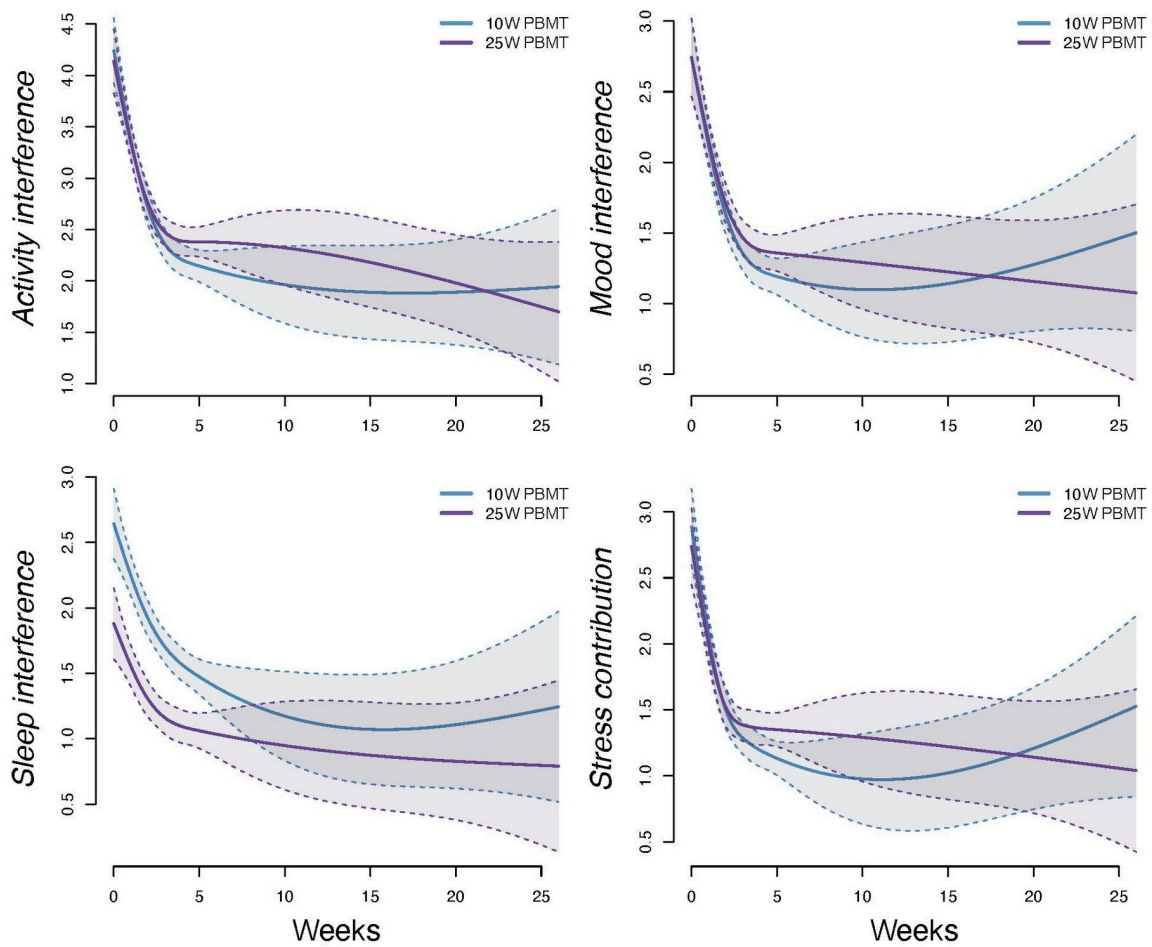 Activity interference
4.5
4.0
3.5
3.0
2.5
2.0
1.5
1.0
10W PBMT
25W PBMT
0 5 10 15 20 25
Mood interference
3.0
2.5
2.0
1.5
1.0
0.5
10W PBMT
25W PBMT
0 5 10 15 20 25
Sleep interference
3.0
2.5
2.0
1.5
1.0
0.5
10W PBMT
25W PBMT
0 5 10 15 20 25
Weeks
Stress contribution
3.0
2.5
2.0
1.5
1.0
0.5
10W PBMT
25W PBMT
0 5 10 15 20 25
Weeks